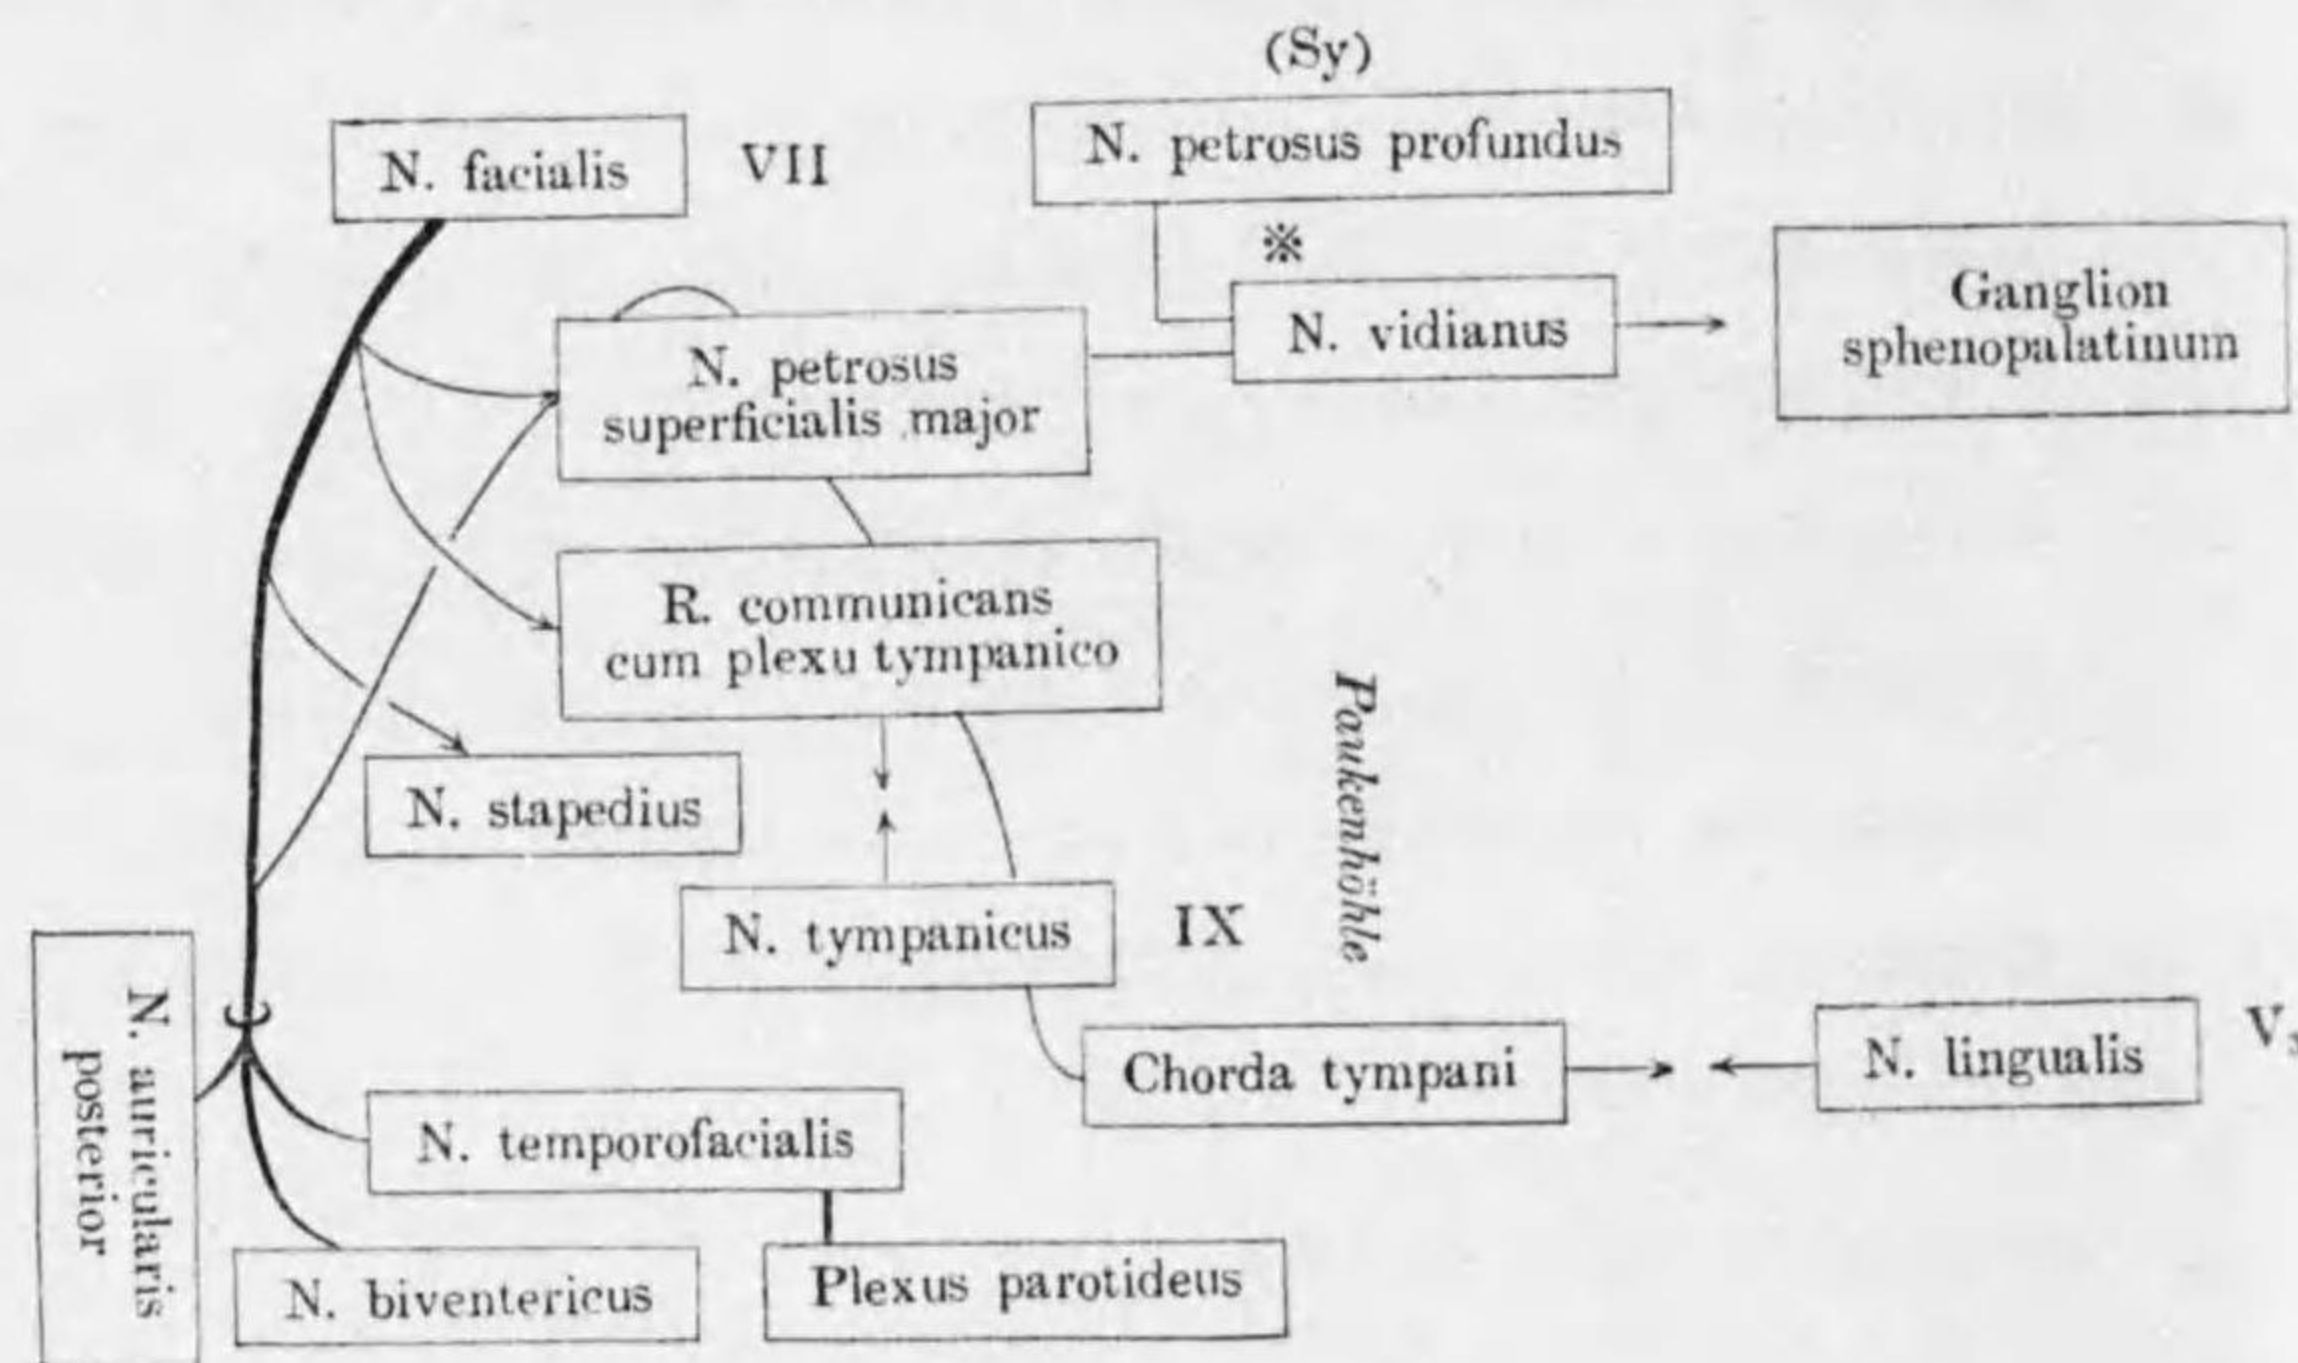 (Sy)
N. facialis
VII
N. petrosus profundus
※
N. vidianus
Ganglion
sphenopalatinum
N. petrosus
superficialis major
R. communicans
cum plexu tympanico
Paukenhöhle
N. stapedius
N. tympanicus
IX
N. auricularis
posterior
Chorda tympani
N. lingualis
N. temporofacialis
N. biventericus
Plexus parotideus